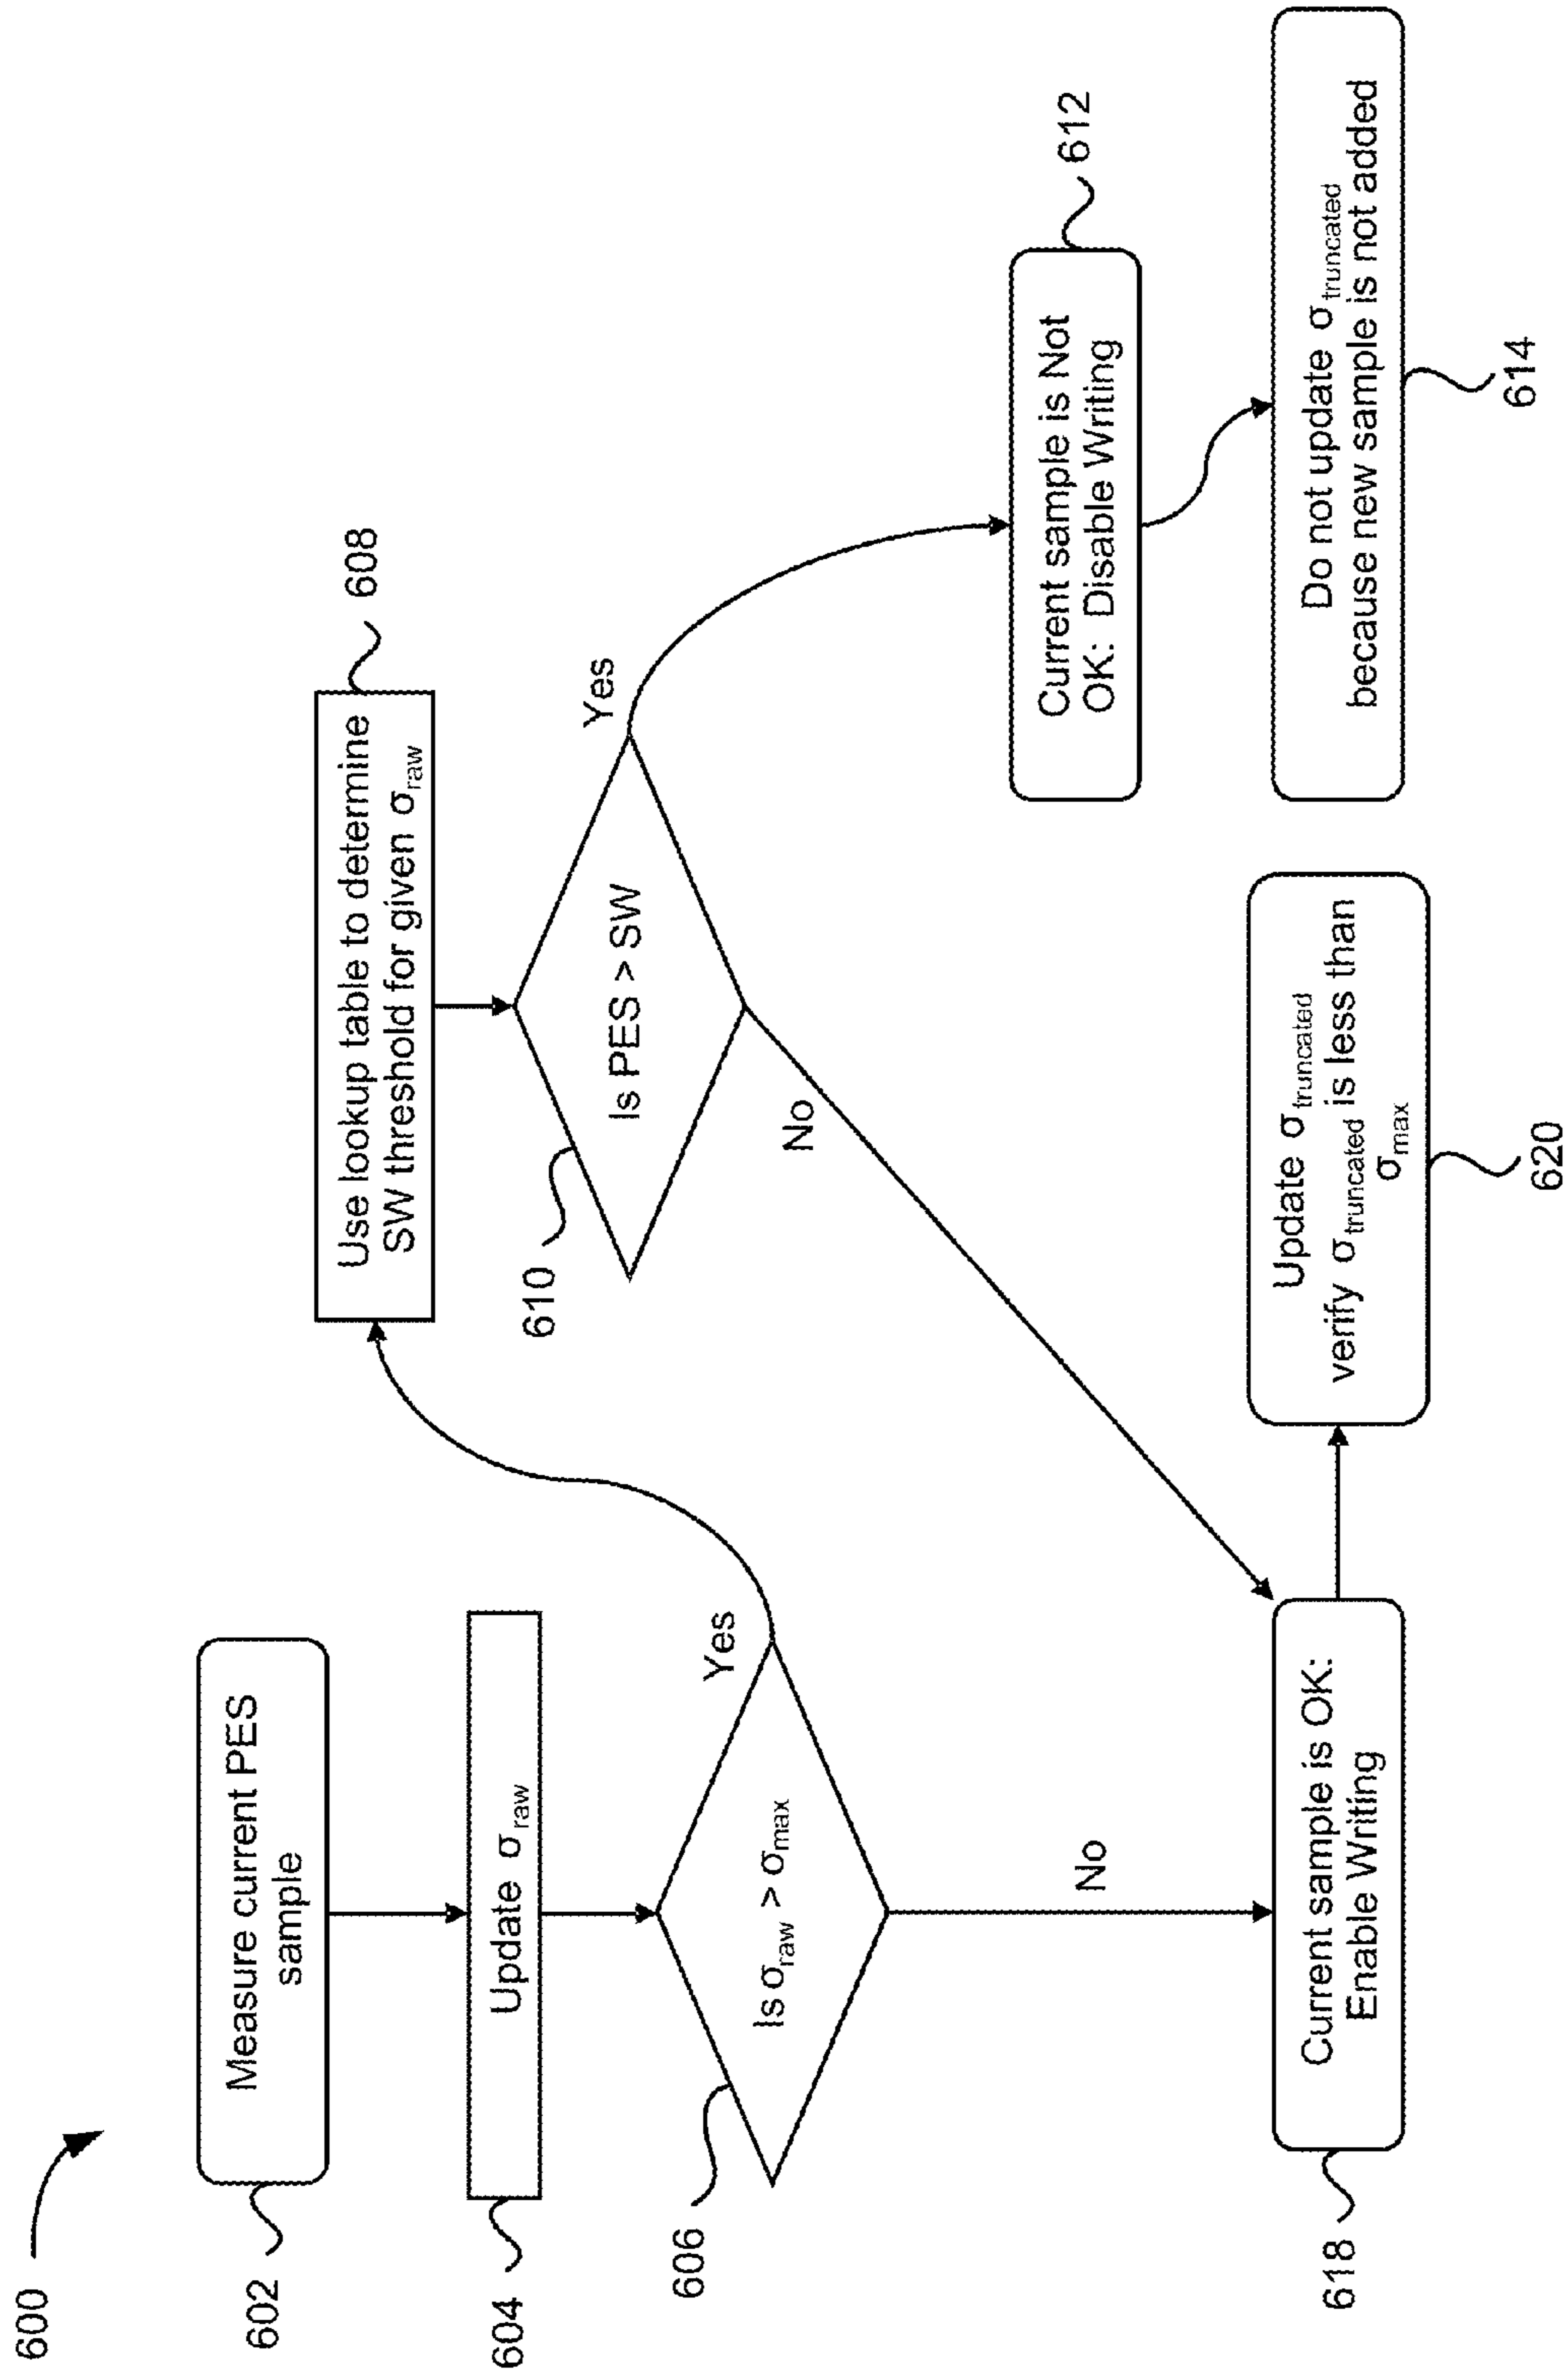 600
602
Measure current PES
sample
604
Update σraw
606
Is σraw > σmax
Yes
No
608
Use lookup table to determine
SW threshold for given σraw
610
Is PES > SW
Yes
No
Current sample is Not
OK: Disable Writing
612
Do not update σtruncated
because new sample is not added
614
618
Current sample is OK:
Enable Writing
Update σtruncated
verify σtruncated is less than
σmax
620